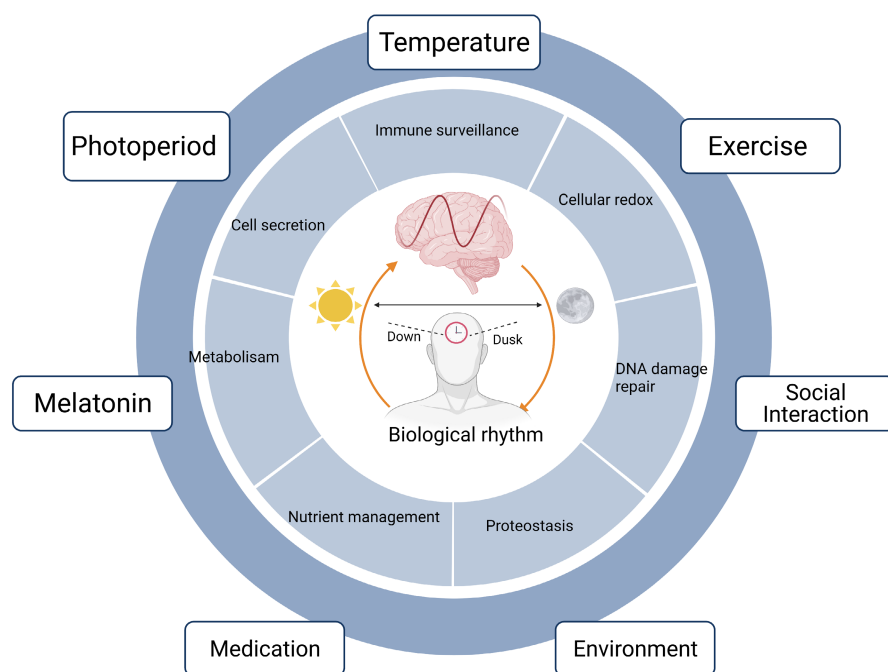 Temperature
Photoperiod
Exercise
Immune surveillance
Cellular redox
Cell secretion
Down
Dusk
Metabolisam
DNA damage
repair
Melatonin
Social
Interaction
Biological rhythm
Nutrient management
Proteostasis
Medication
Environment